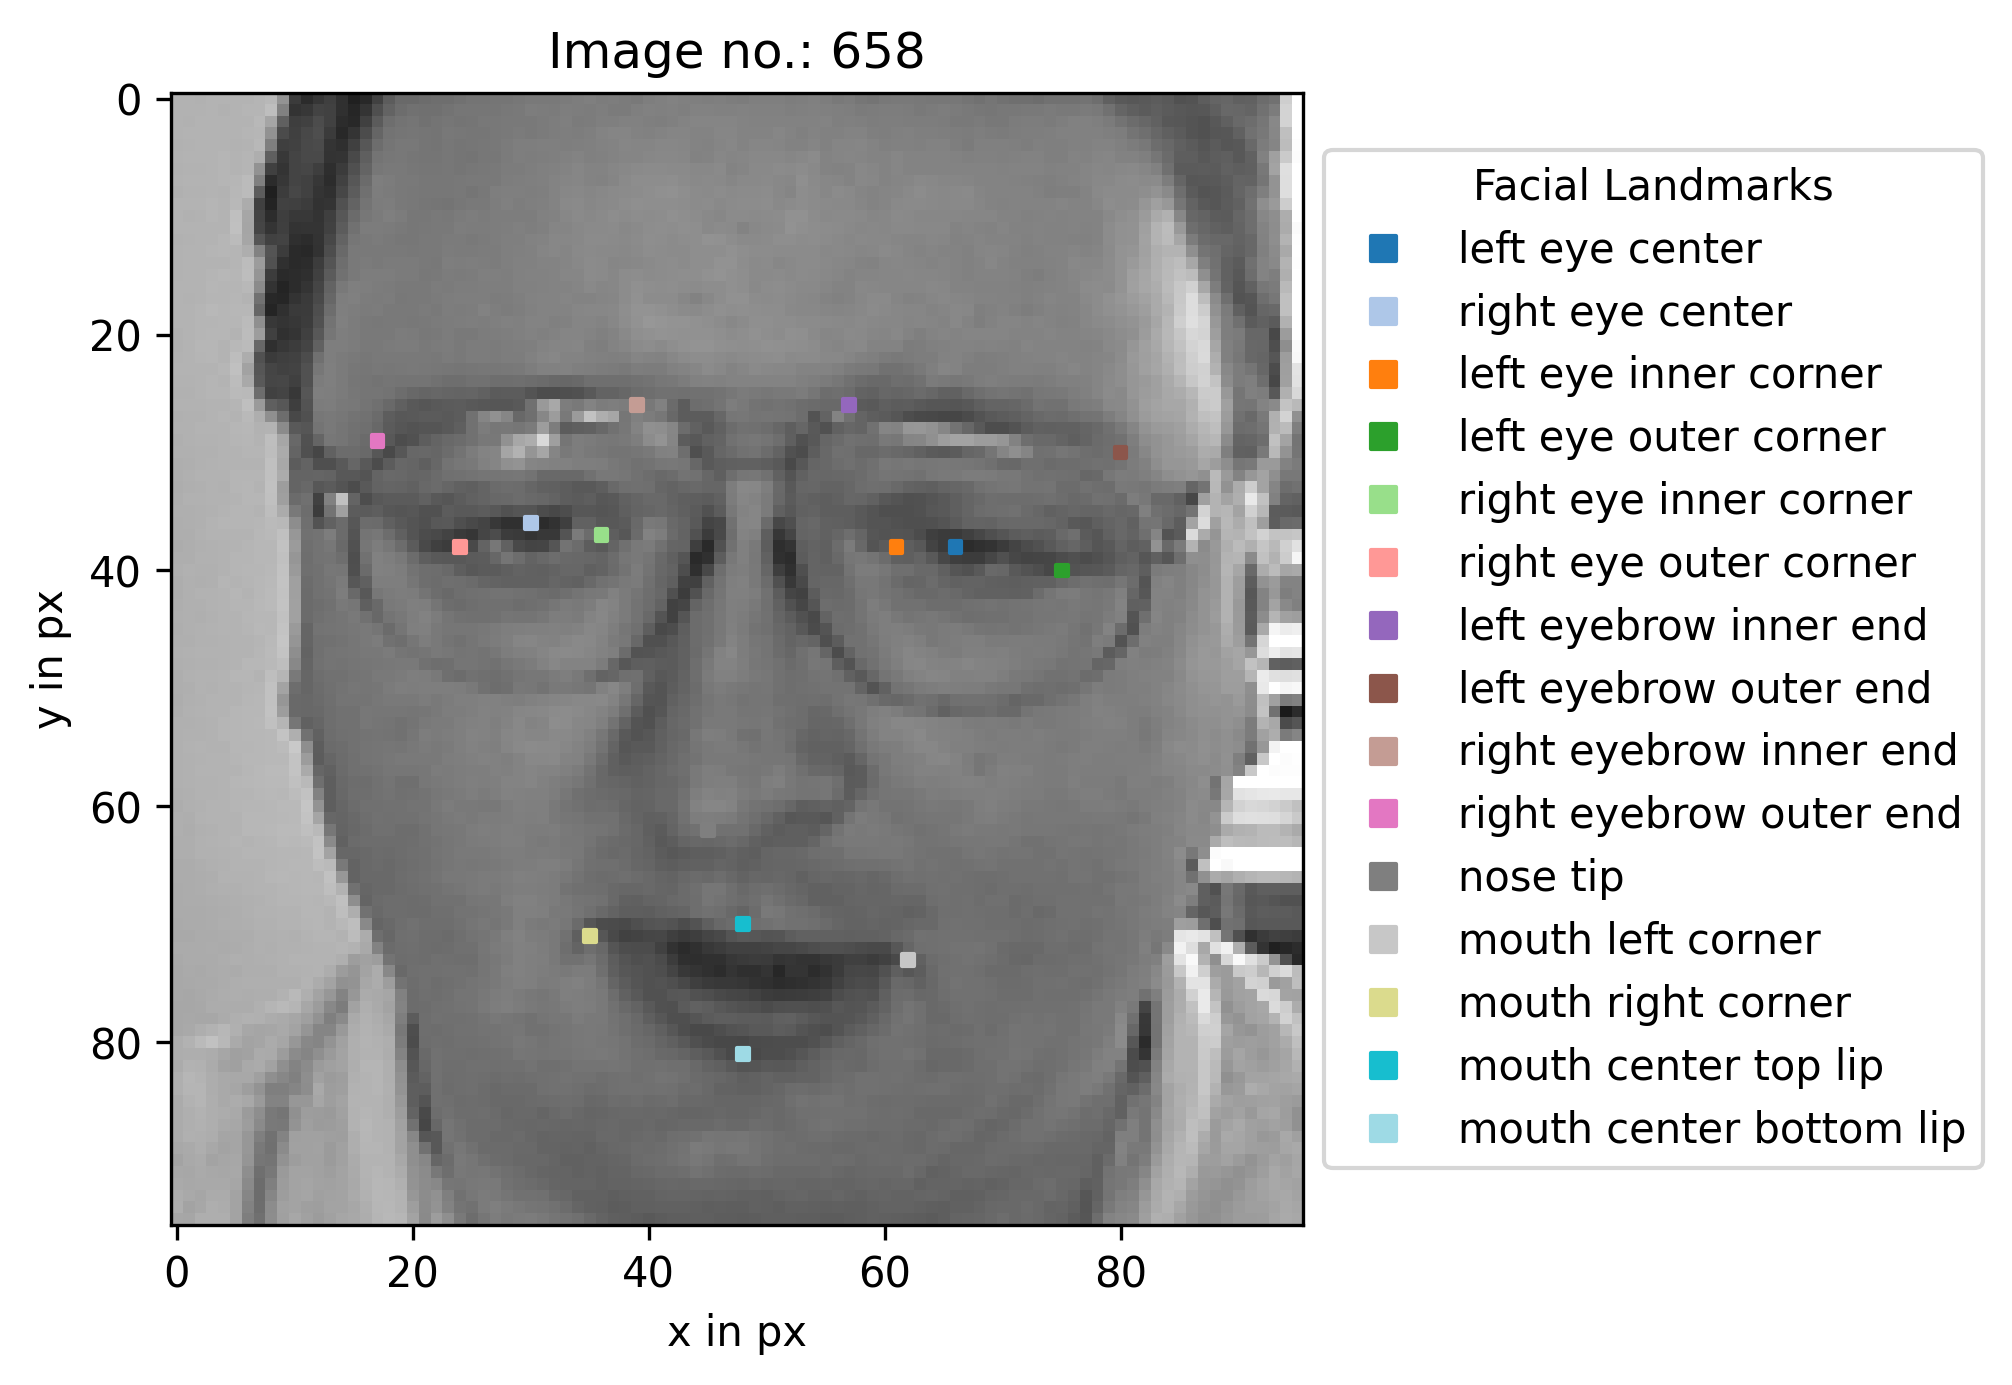 Image no.: 658
0
20
40
60
80
y in px
0 20 40 60 80
x in px
Facial Landmarks
left eye center
right eye center
left eye inner corner
left eye outer corner
right eye inner corner
right eye outer corner
left eyebrow inner end
left eyebrow outer end
right eyebrow inner end
right eyebrow outer end
nose tip
mouth left corner
mouth right corner
mouth center top lip
mouth center bottom lip